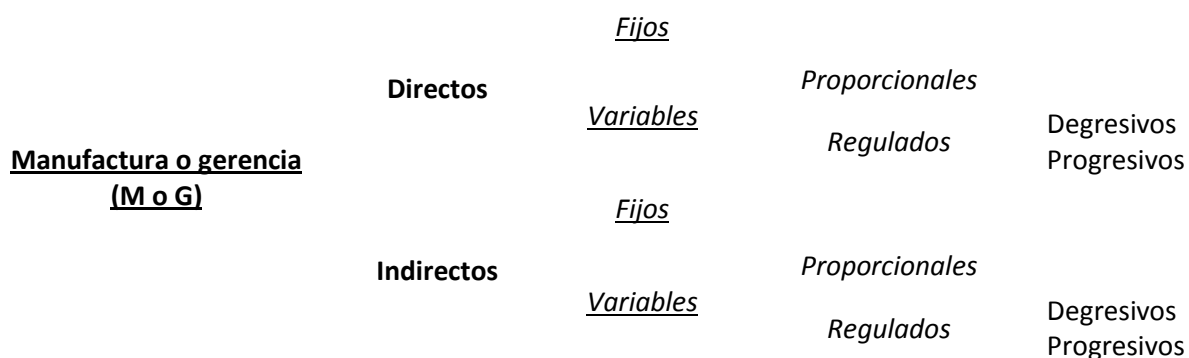 Manufactura o gerencia
(M o G)
Directos
Fijos
Variables
Proporcionales
Regulados
Degresivos
Progresivos
Indirectos
Fijos
Variables
Proporcionales
Regulados
Degresivos
Progresivos